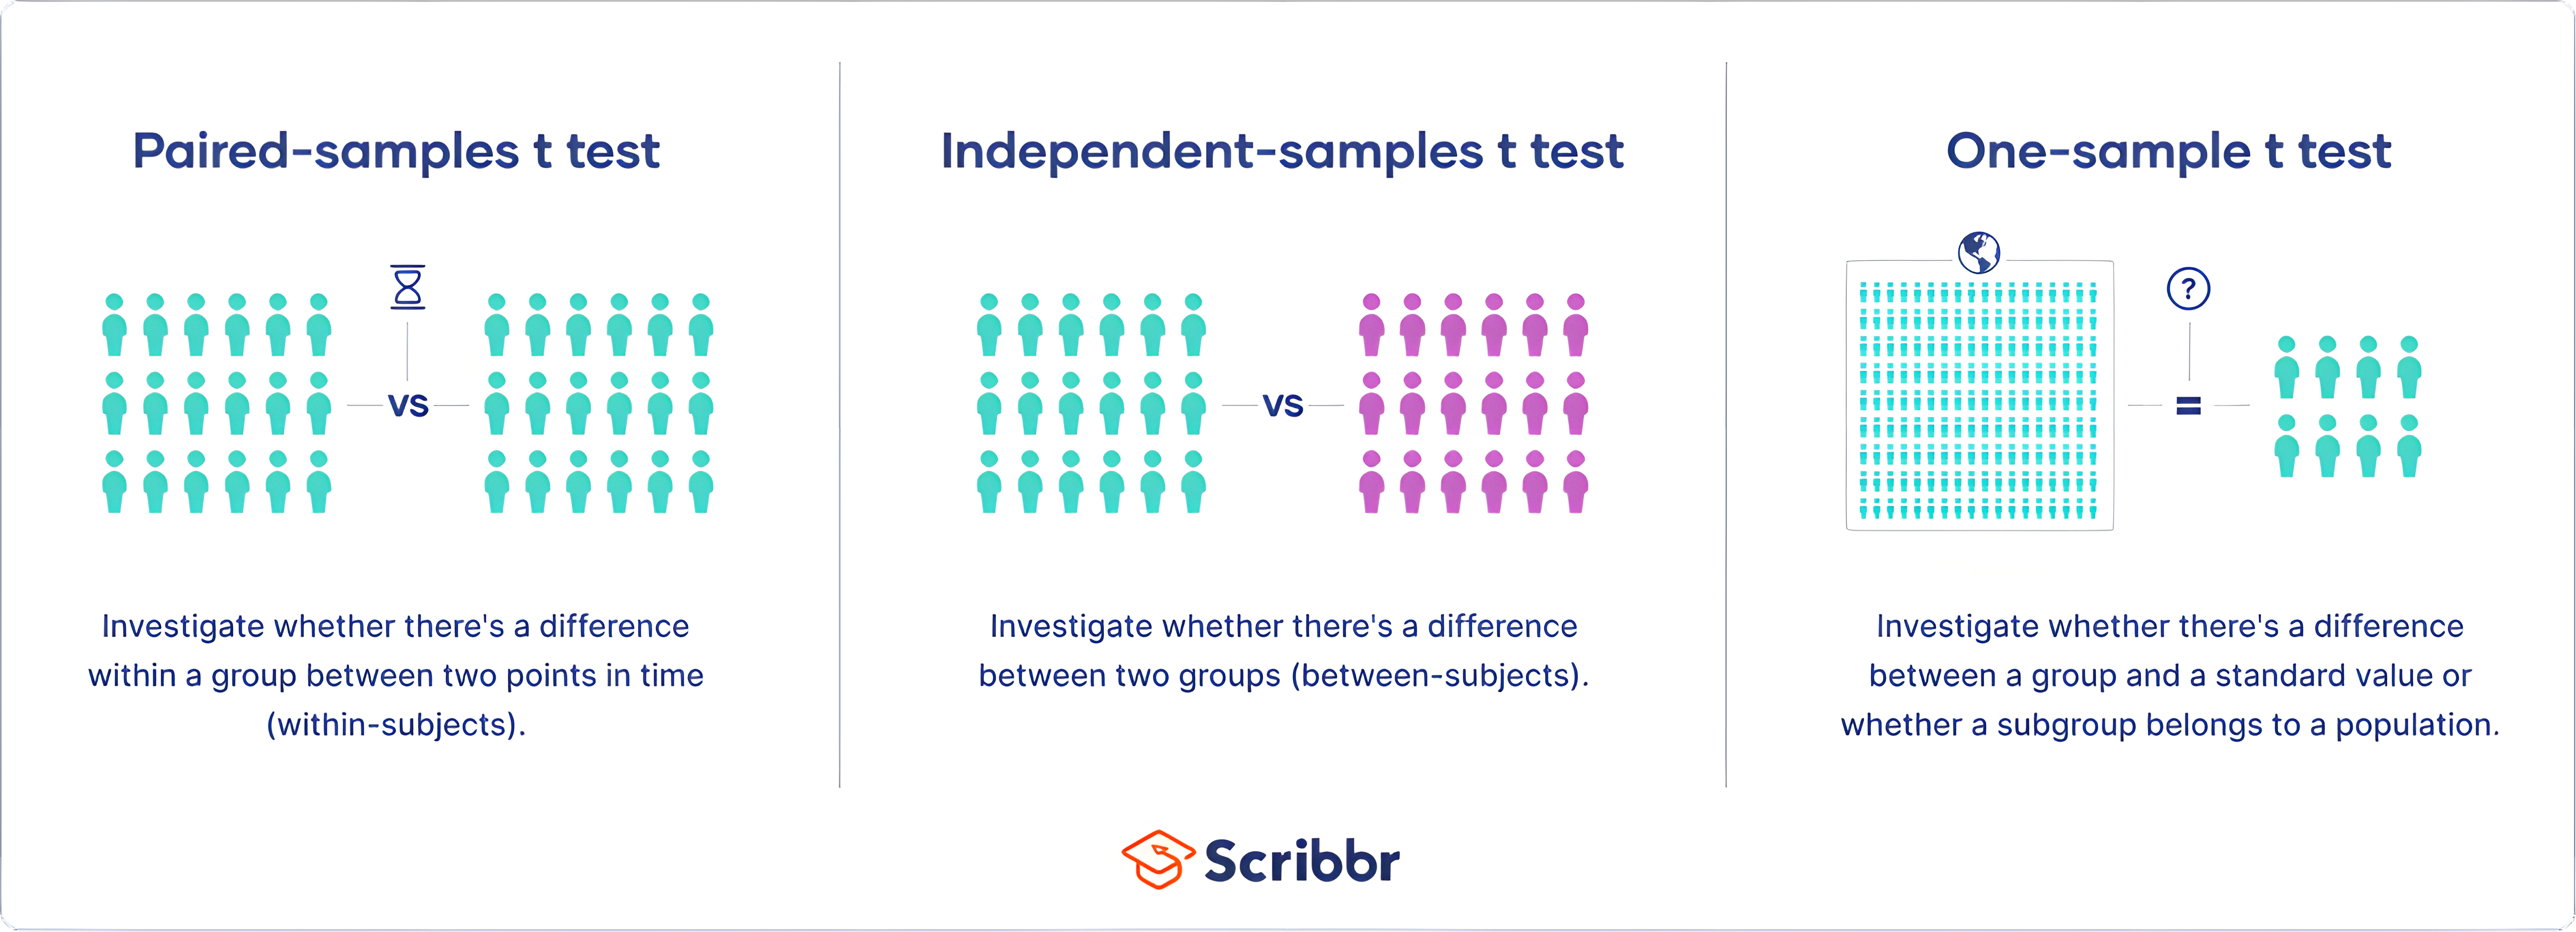 Paired-samples t test
vs
Investigate whether there's a difference
within a group between two points in time
(within-subjects).
Independent-samples t test
vs
Investigate whether there's a difference
between two groups (between-subjects).
One-sample t test
?
=
Investigate whether there's a difference
between a group and a standard value or
whether a subgroup belongs to a population.
Scribbr